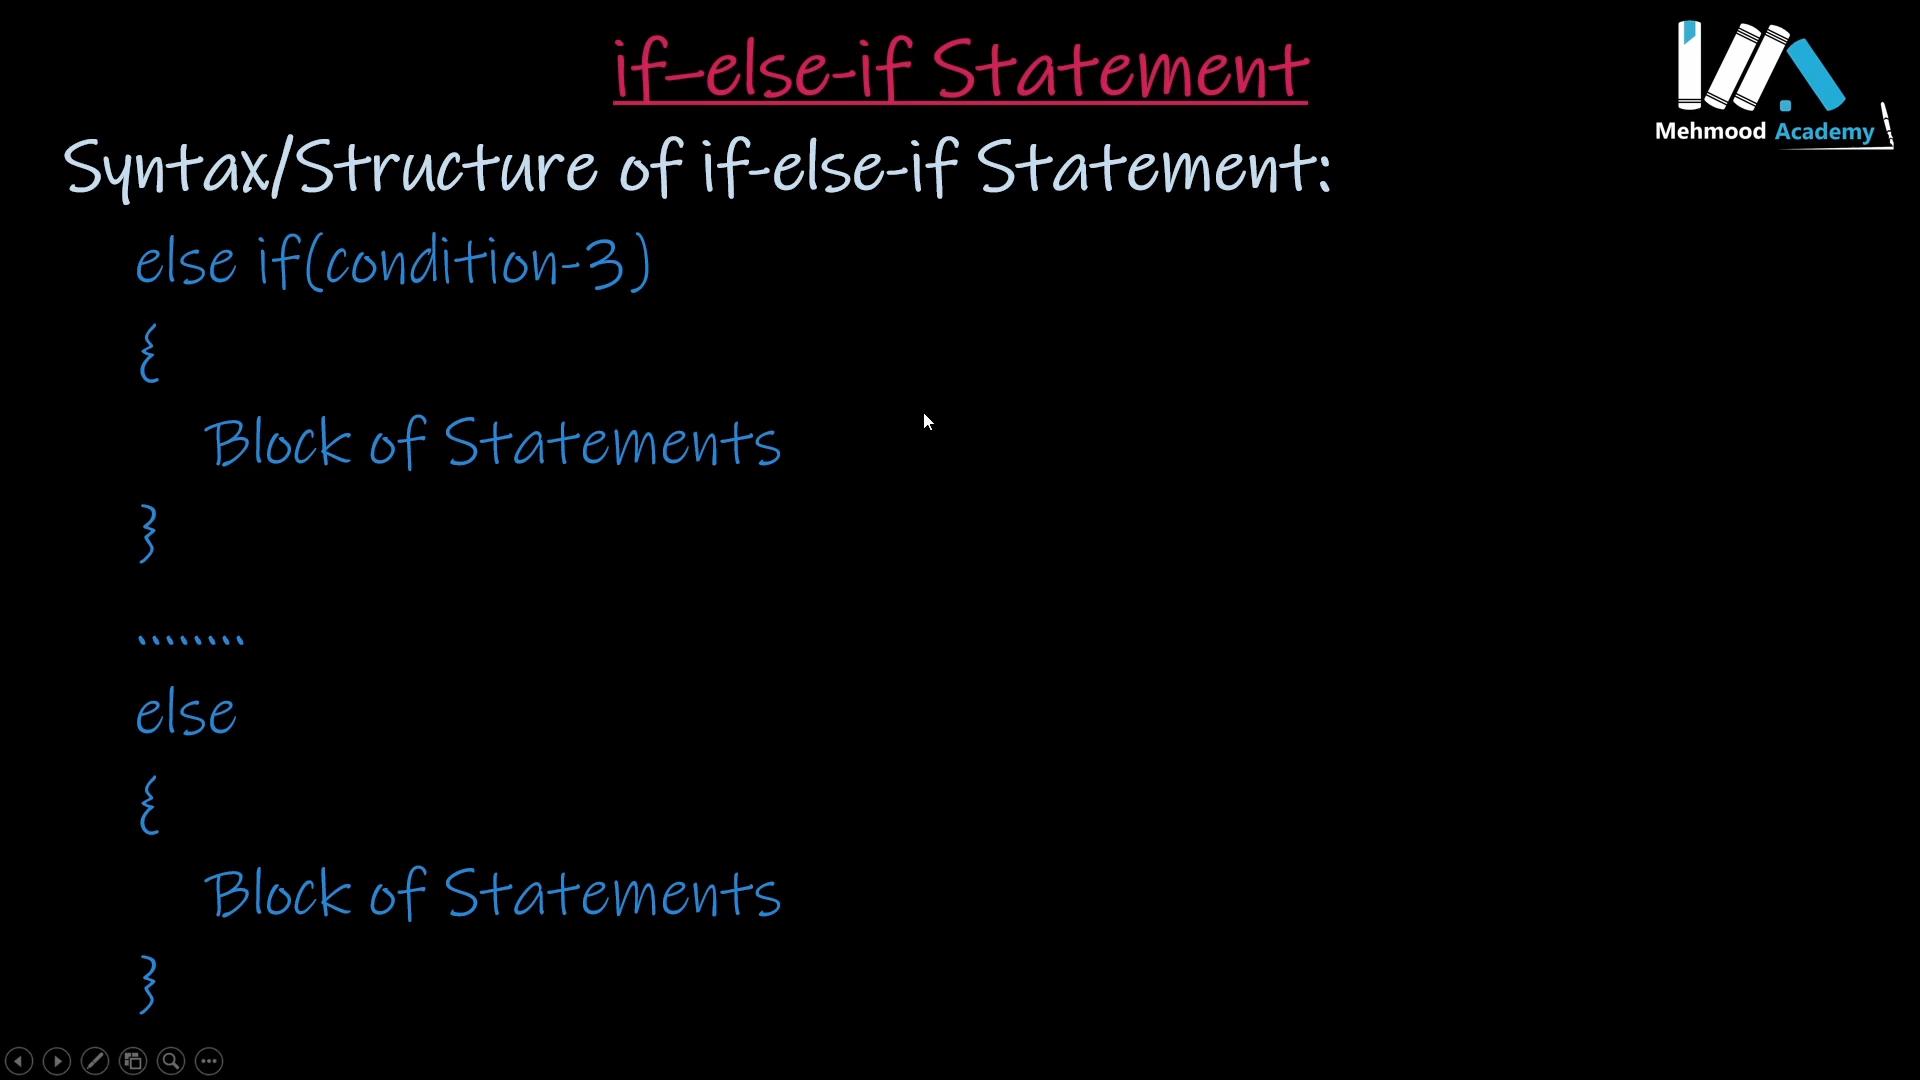 if-else-if Statement
Mehmood Academy
Syntax/Structure of if-else-if Statement:
else if(condition-3)
{
Block of Statements
}
........
else
{
Block of Statements
}